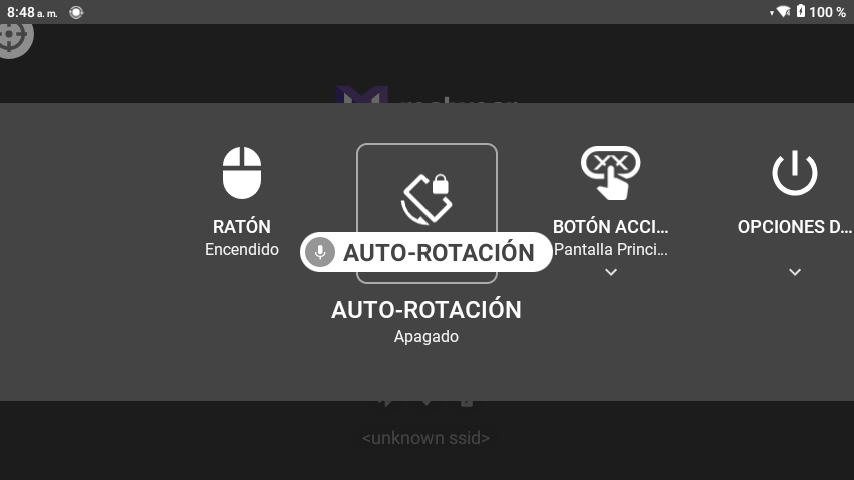 8:48 a. m.
100 %
RATÓN
Encendido
AUTO-ROTACIÓN
AUTO-ROTACIÓN
Apagado
BOTÓN ACCI...
Pantalla Princi...
OPCIONES D...
<unknown ssid>